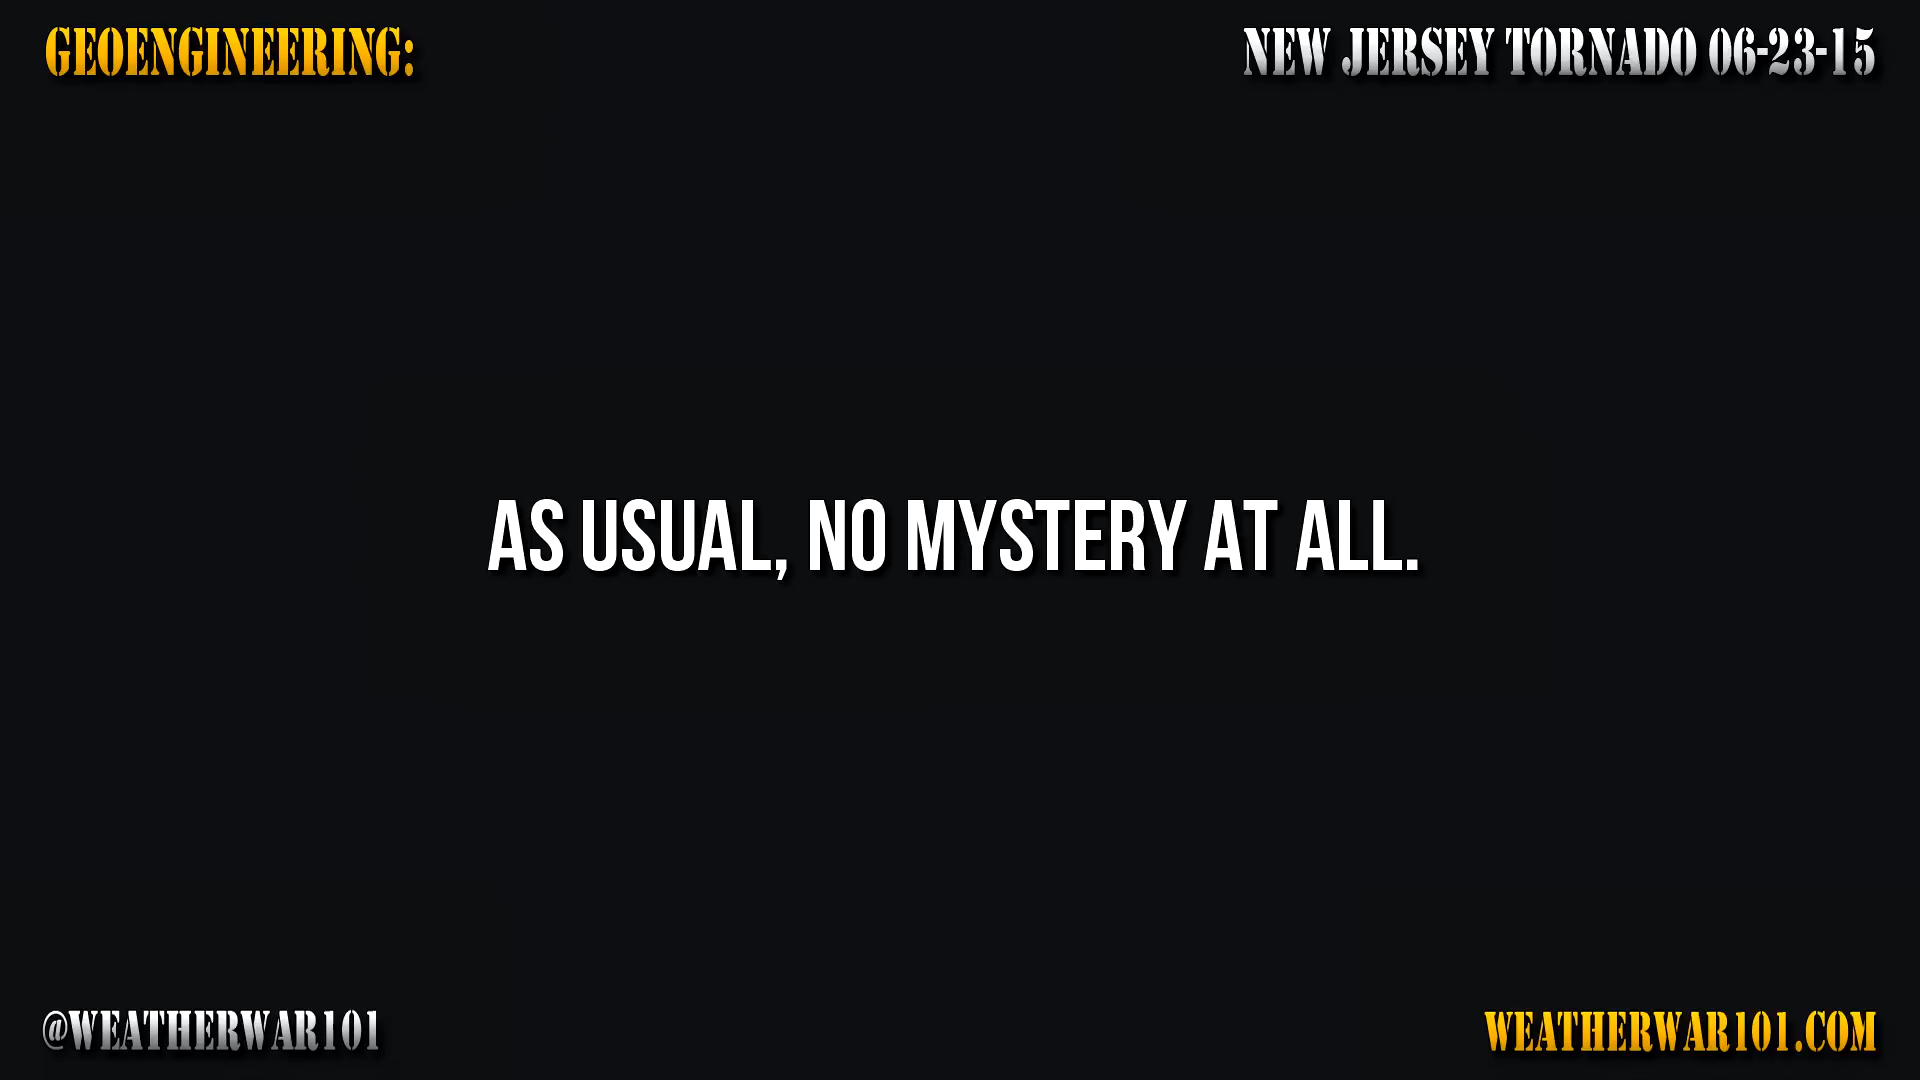 GEOENGINEERING:
NEW JERSEY TORNADO 06-23-15
AS USUAL, NO MYSTERY AT ALL.
@WEATHERWAR101
WEATHERWAR101.COM